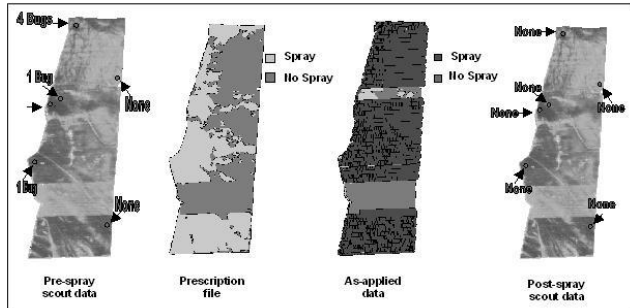 4 Bugs
1 Bug
None
1 Bug
None
Pre-spray
scout data
Spray
No Spray
Prescription
file
Spray
No Spray
As-applied
data
None
None
None
None
None
None
Post-spray
scout data